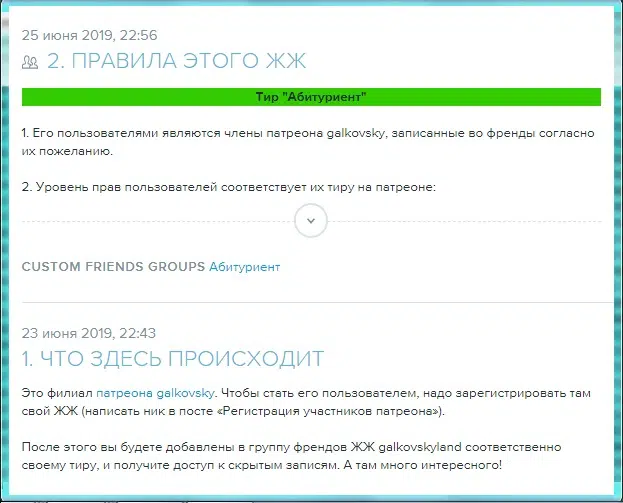 25 июня 2019, 22:56
2. ПРАВИЛА ЭТОГО ЖЖ
Тир "Абитуриент"
1. Его пользователями являются члены патреона galkovsky, записанные во френды согласно
их пожеланию.
2. Уровень прав пользователей соответствует их тиру на патреоне:
CUSTOM FRIENDS GROUPS Абитуриент
23 июня 2019, 22:43
1. ЧТО ЗДЕСЬ ПРОИСХОДИТ
Это филиал патреона galkovsky. Чтобы стать его пользователем, надо зарегистрировать там
свой ЖЖ (написать ник в посте «Регистрация участников патреона»).
После этого вы будете добавлены в группу френдов ЖЖ galkovskyland соответственно
своему тиру, и получите доступ к скрытым записям. А там много интересного!